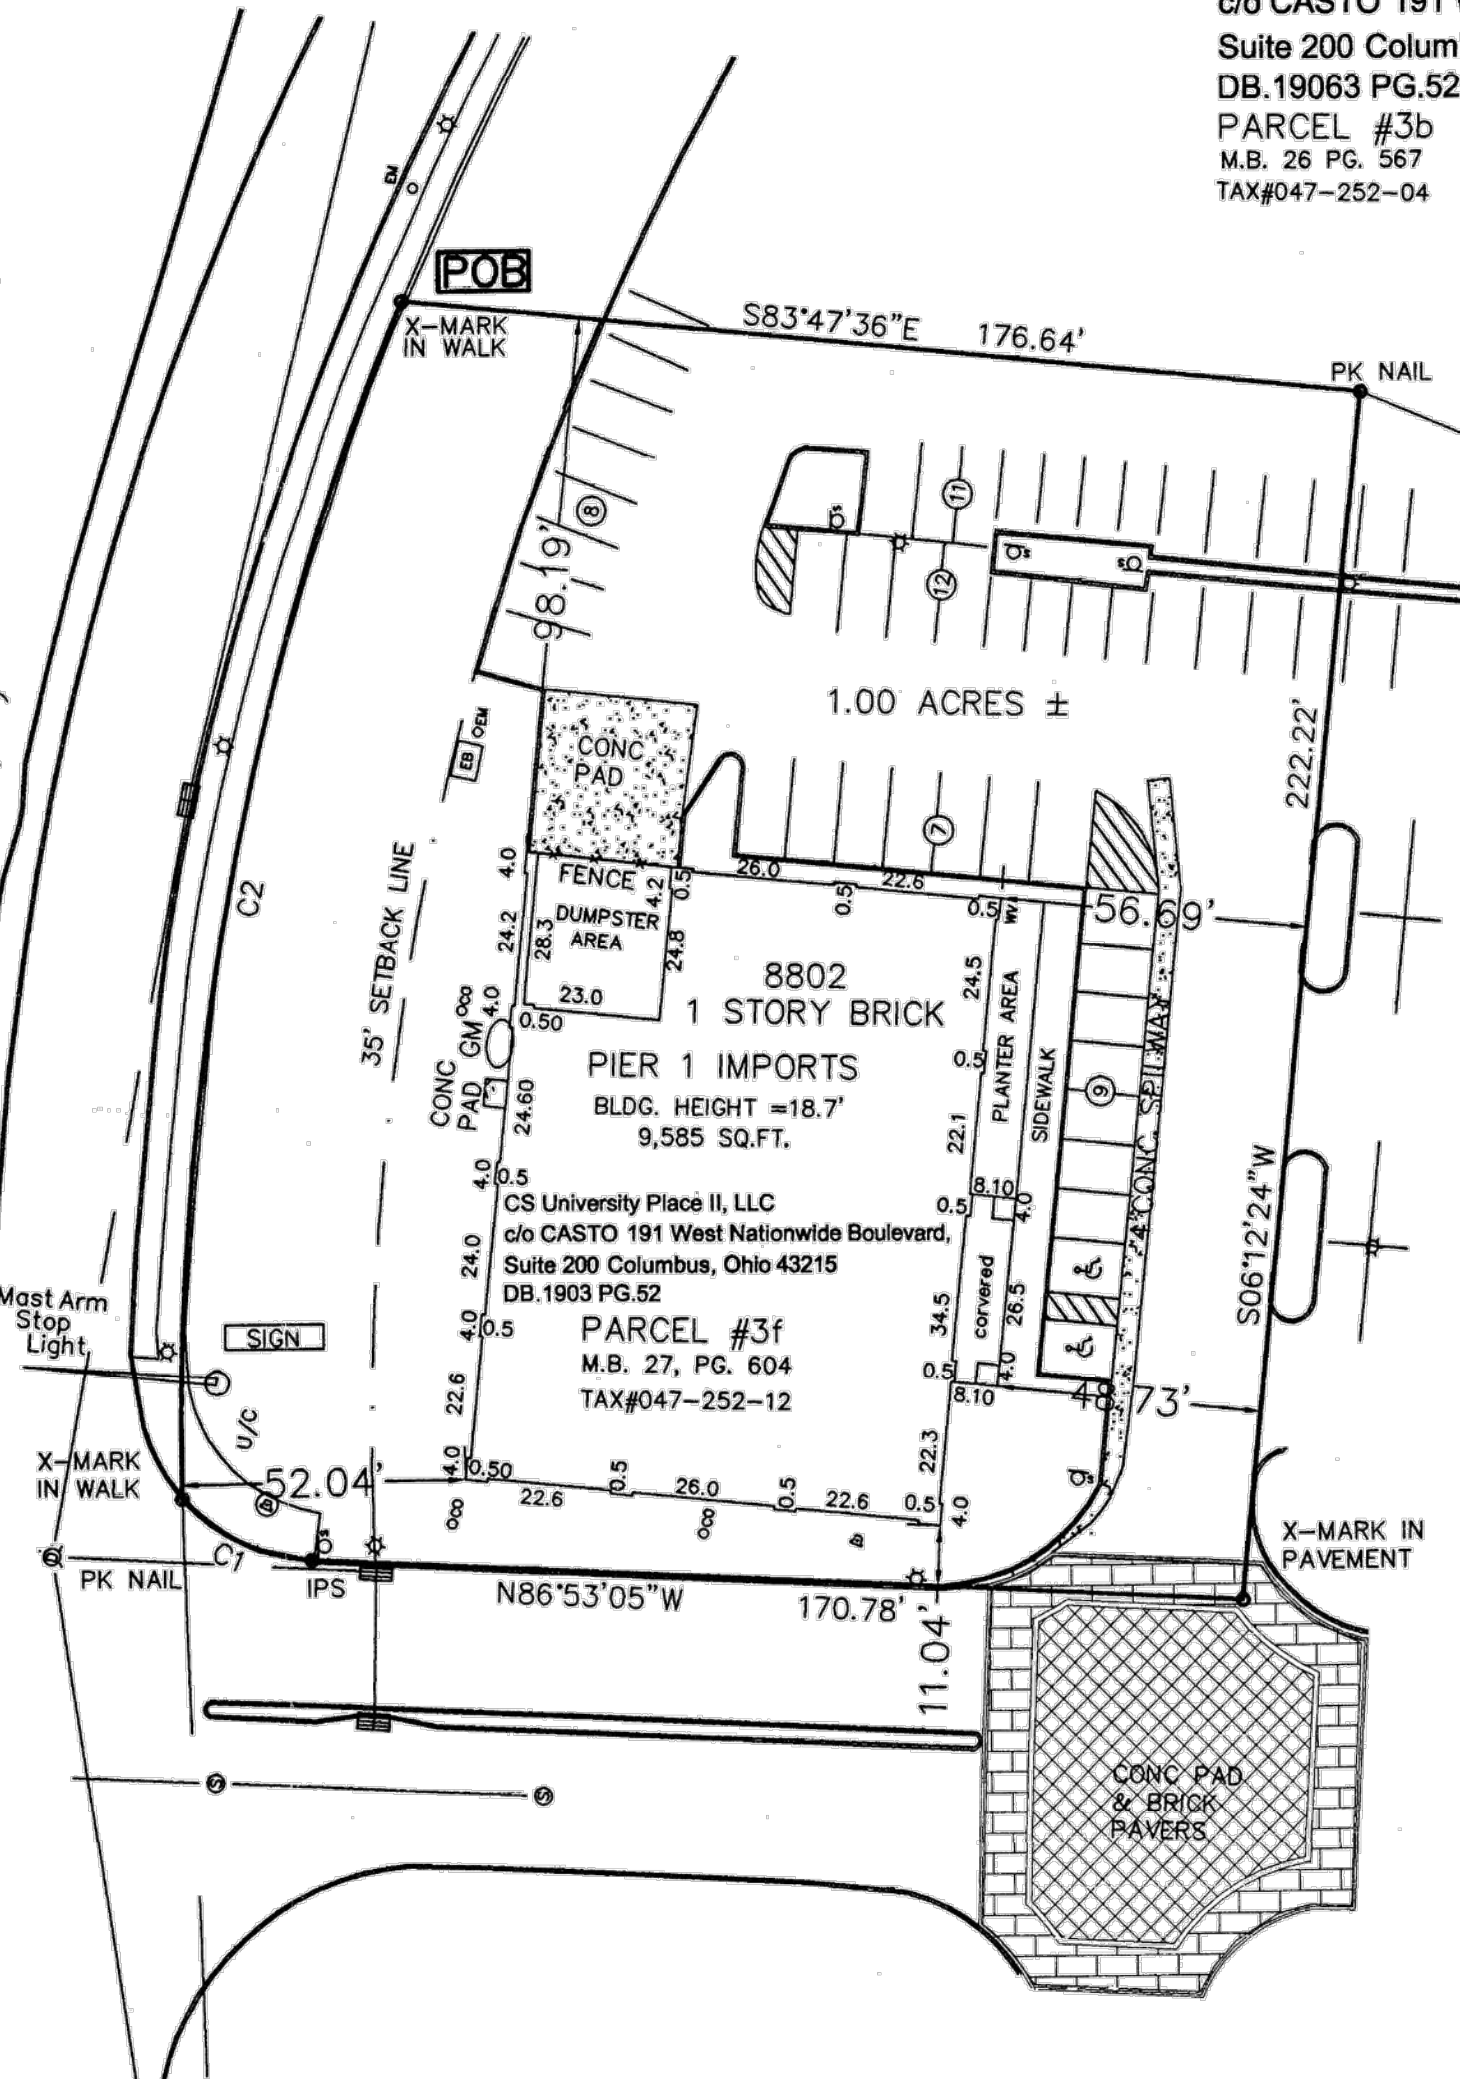 c/o CASTO 191
Suite 200 Colum
DB.19063 PG.52
PARCEL #3b
M.B. 26 PG. 567
TAX#047-252-04
EM
POB
X-MARK
IN WALK
S83°47'36"E 176.64'
PK NAIL
8
11
12
98.19'
1.00 ACRES ±
222.22'
EB
OEM
CONC
PAD
7
C2
35' SETBACK LINE
4.0
FENCE
4.2
0.5
26.0
0.5
22.6
0.5
WV
56.69'
24.2
28.3
DUMPSTER
AREA
24.8
23.0
0.50
OCO
4.0
GM
CONC
PAD
24.60
8802
1 STORY BRICK
PIER 1 IMPORTS
BLDG. HEIGHT =18.7'
9,585 SQ.FT.
24.5
0.5
PLANTER AREA
SIDEWALK
9
4' CONC. SPILLWAY
22.1
4.0
0.5
8.10
0.5
4.0
CS University Place II, LLC
c/o CASTO 191 West Nationwide Boulevard,
Suite 200 Columbus, Ohio 43215
DB.1903 PG.52
PARCEL #3f
M.B. 27, PG. 604
TAX#047-252-12
24.0
4.0
0.5
22.6
34.5
corvered
26.5
0.5
4.0
8.10
48.73'
S06°12'24"W
Mast Arm
Stop
Light
SIGN
U/C
X-MARK
IN WALK
52.04'
4.0
0.50
22.6
0.5
26.0
0.5
22.6
0.5
4.0
22.3
OCO
OCO
C1
PK NAIL
IPS
N86°53'05"W 170.78'
11.04'
X-MARK IN
PAVEMENT
S
S
CONC PAD
& BRICK
PAVERS